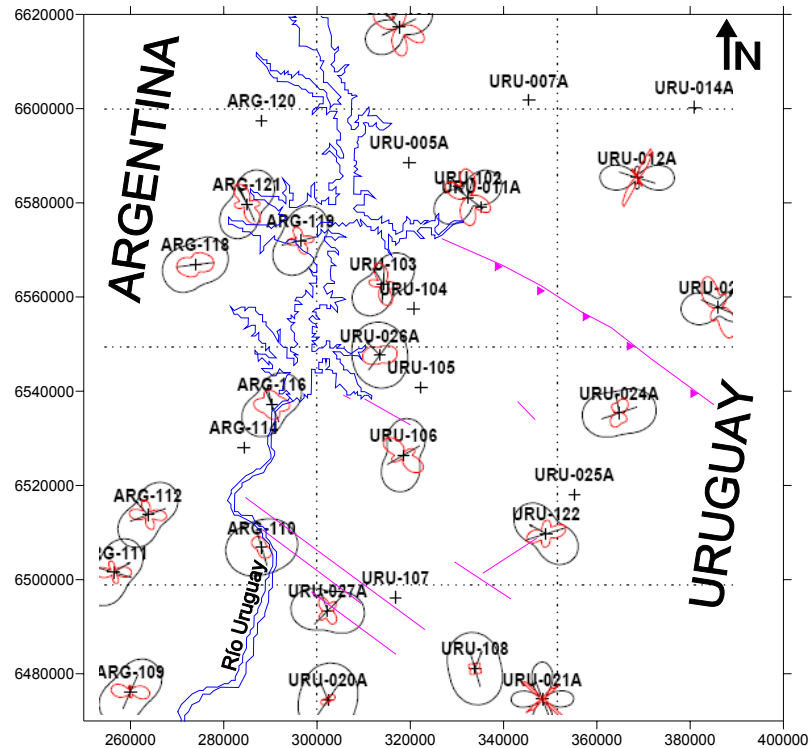 6620000
6600000
6580000
6560000
6540000
6520000
6500000
6480000
260000
280000
300000
320000
340000
360000
380000
400000
ARGENTINA
URUGUAY
Río Uruguay
N
URU-007A
URU-014A
ARG-120
URU-005A
URU-012A
URU-102
URU-011A
ARG-121
ARG-119
ARG-118
URU-103
URU-104
URU-02
URU-026A
URU-105
ARG-116
URU-024A
ARG-114
URU-106
URU-025A
ARG-112
URU-122
ARG-110
G-111
URU-107
URU-027A
URU-108
ARG-109
URU-020A
URU-021A